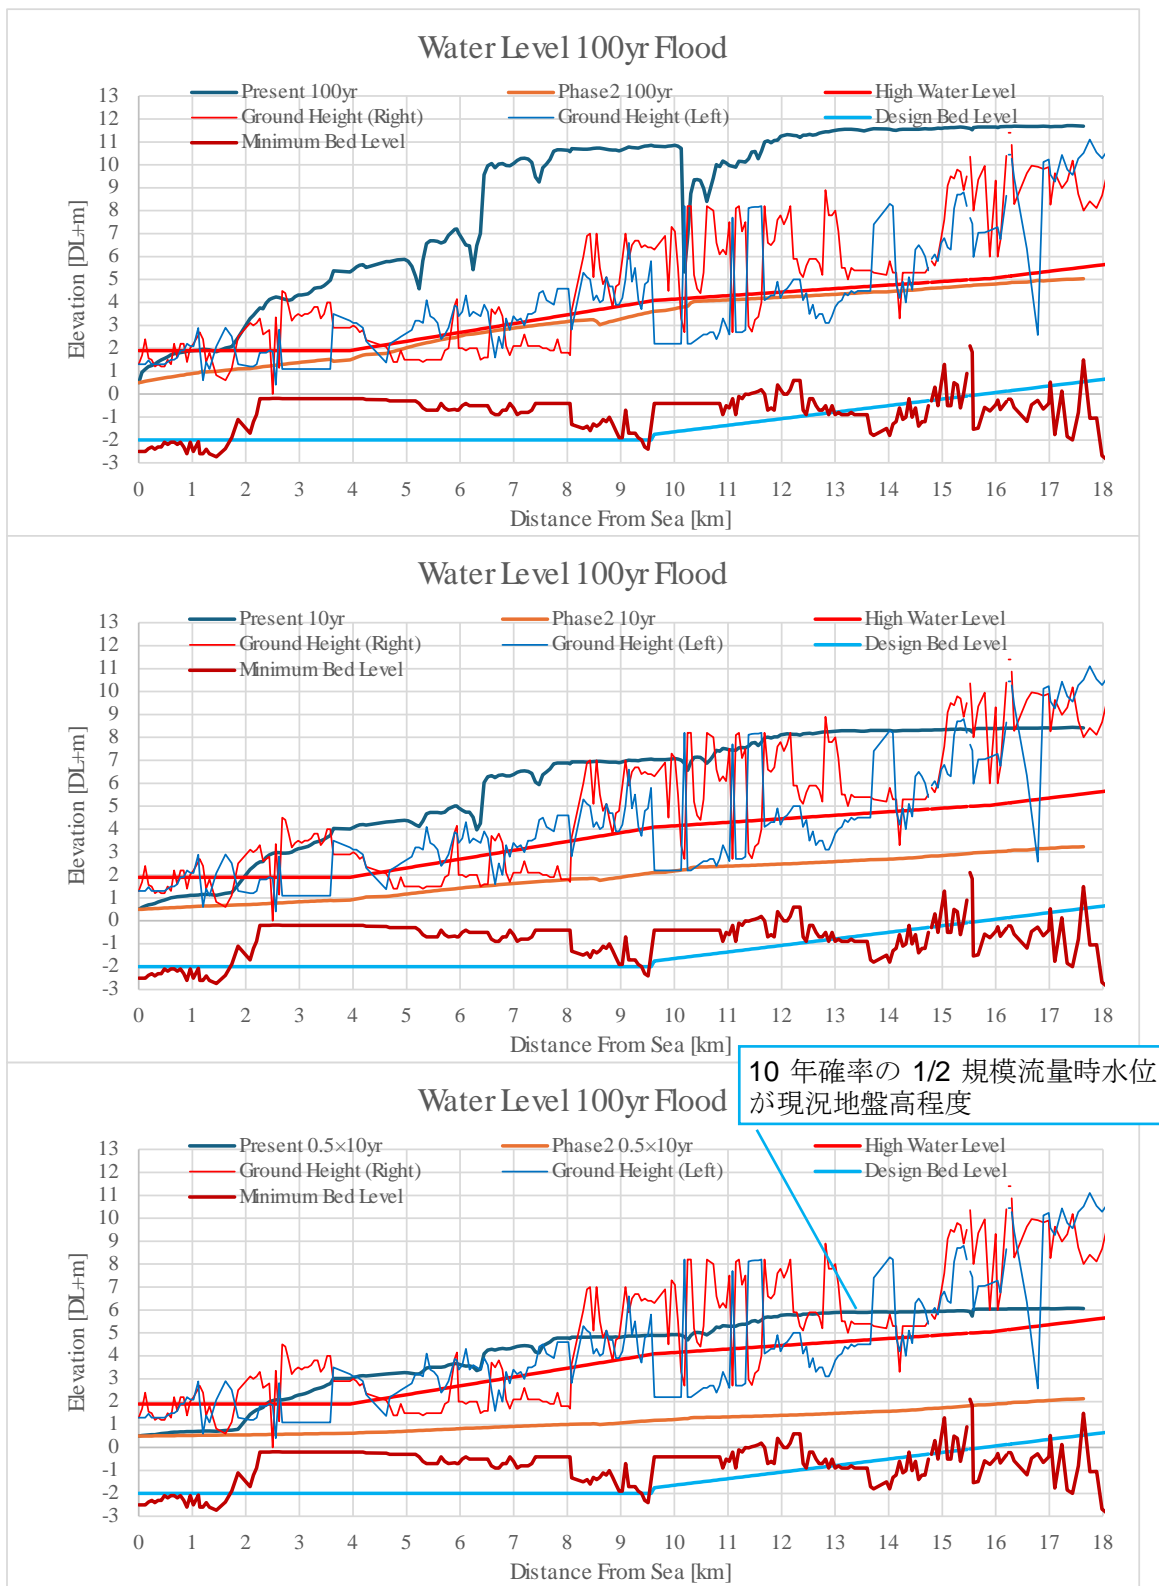 Water Level 100yr Flood
Present 100yr
Phase2 100yr
High Water Level
Ground Height (Right)
Ground Height (Left)
Design Bed Level
Minimum Bed Level
13
12
11
10
9
8
7
6
5
4
3
2
1
0
-1
-2
-3
Elevation [DL+m]
0 1 2 3 4 5 6 7 8 9 10 11 12 13 14 15 16 17 18
Distance From Sea [km]
Water Level 100yr Flood
Present 10yr
Phase2 10yr
High Water Level
Ground Height (Right)
Ground Height (Left)
Design Bed Level
Minimum Bed Level
13
12
11
10
9
8
7
6
5
4
3
2
1
0
-1
-2
-3
Elevation [DL+m]
0 1 2 3 4 5 6 7 8 9 10 11 12 13 14 15 16 17 18
Distance From Sea [km]
10 年確率の 1/2 規模流量時水位
が現況地盤高程度
Water Level 100yr Flood
Present 0.5×10yr
Phase2 0.5×10yr
High Water Level
Ground Height (Right)
Ground Height (Left)
Design Bed Level
Minimum Bed Level
13
12
11
10
9
8
7
6
5
4
3
2
1
0
-1
-2
-3
Elevation [DL+m]
0 1 2 3 4 5 6 7 8 9 10 11 12 13 14 15 16 17 18
Distance From Sea [km]